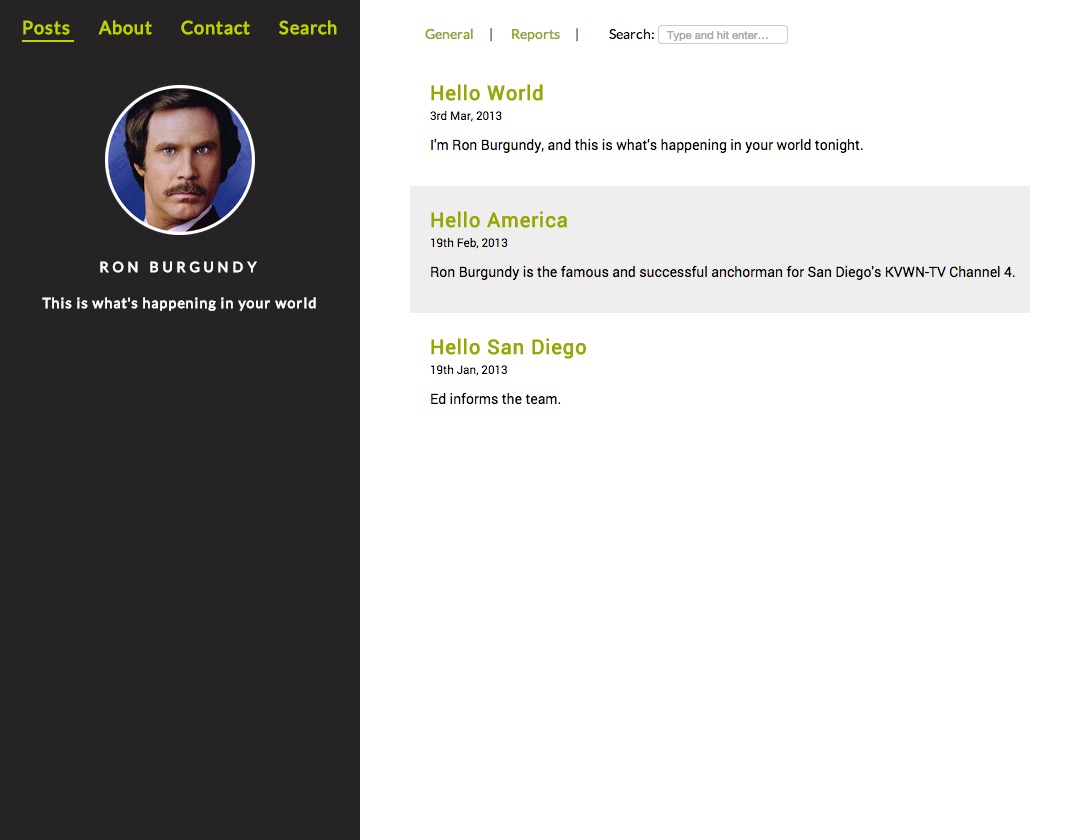 Posts About Contact Search
RON BURGUNDY
This is what's happening in your world
General | Reports | Search: Type and hit enter...
Hello World
3rd Mar, 2013
I'm Ron Burgundy, and this is what's happening in your world tonight.
Hello America
19th Feb, 2013
Ron Burgundy is the famous and successful anchorman for San Diego's KVWN-TV Channel 4.
Hello San Diego
19th Jan, 2013
Ed informs the team.